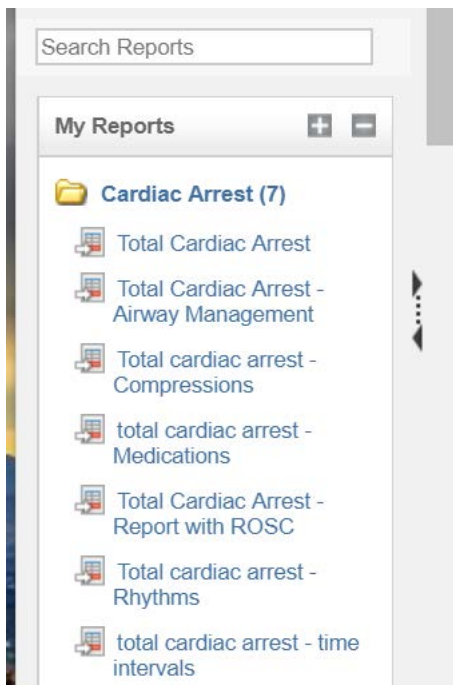 Search Reports
My Reports
Cardiac Arrest (7)
Total Cardiac Arrest
Total Cardiac Arrest -
Airway Management
Total cardiac arrest -
Compressions
total cardiac arrest -
Medications
Total Cardiac Arrest -
Report with ROSC
Total cardiac arrest -
Rhythms
total cardiac arrest - time
intervals